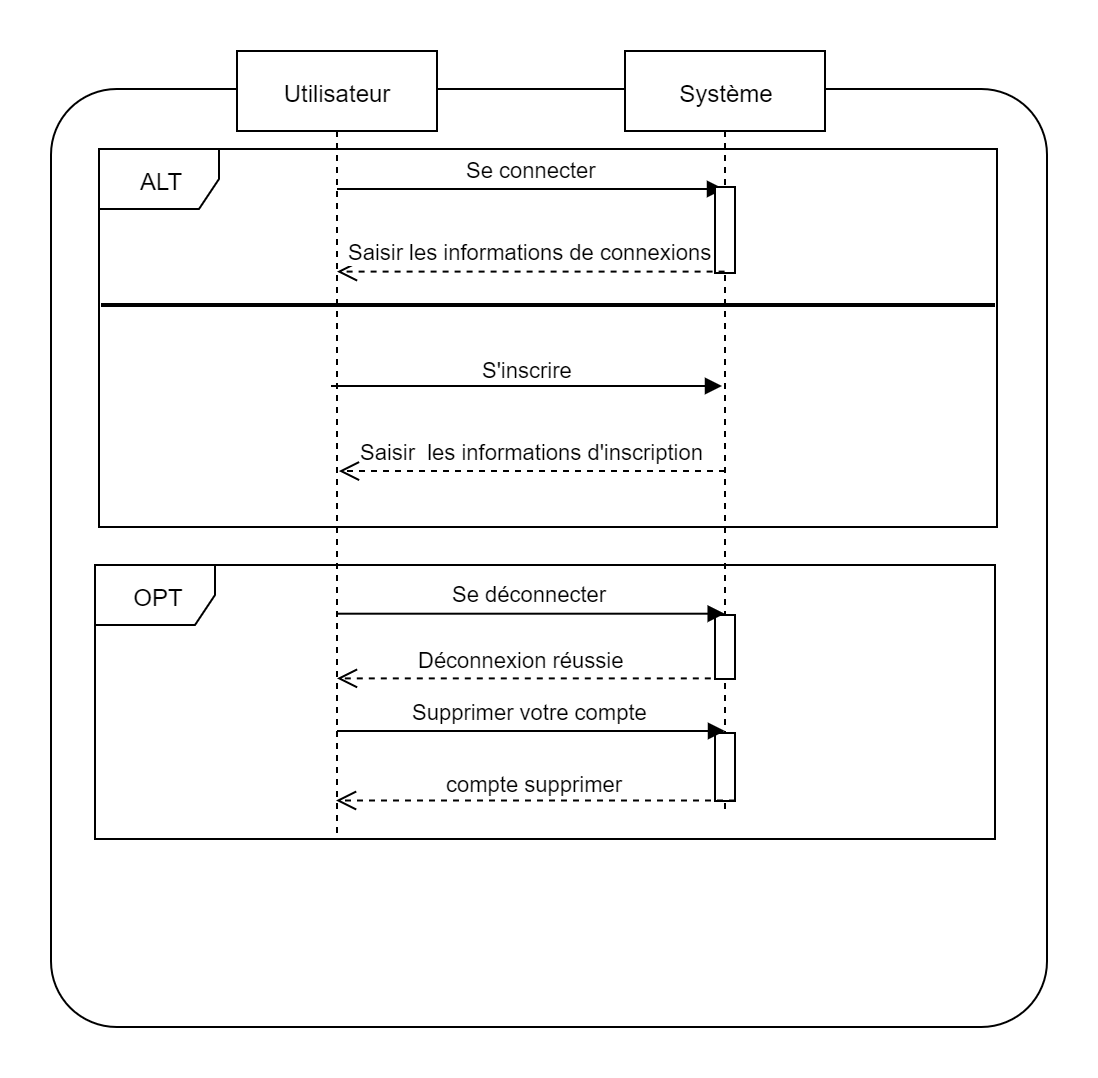 Utilisateur
Système
ALT
Se connecter
Saisir les informations de connexions
S'inscrire
Saisir  les informations d'inscription
OPT
Se déconnecter
Déconnexion réussie
Supprimer votre compte
compte supprimer